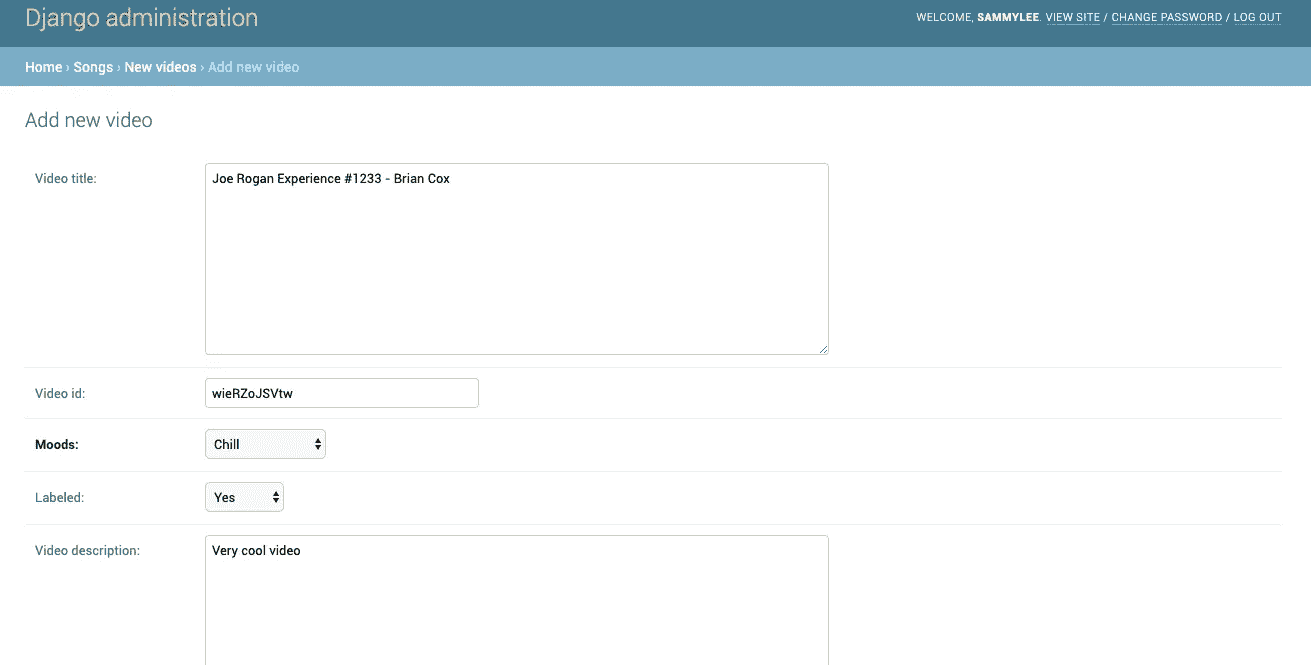 Django administration
WELCOME, SAMMYLEE. VIEW SITE / CHANGE PASSWORD / LOG OUT
Home › Songs › New videos › Add new video
Add new video
Video title:
Joe Rogan Experience #1233 - Brian Cox
Video id:
wieRZoJSVtw
Moods:
Chill
Labeled:
Yes
Video description:
Very cool video